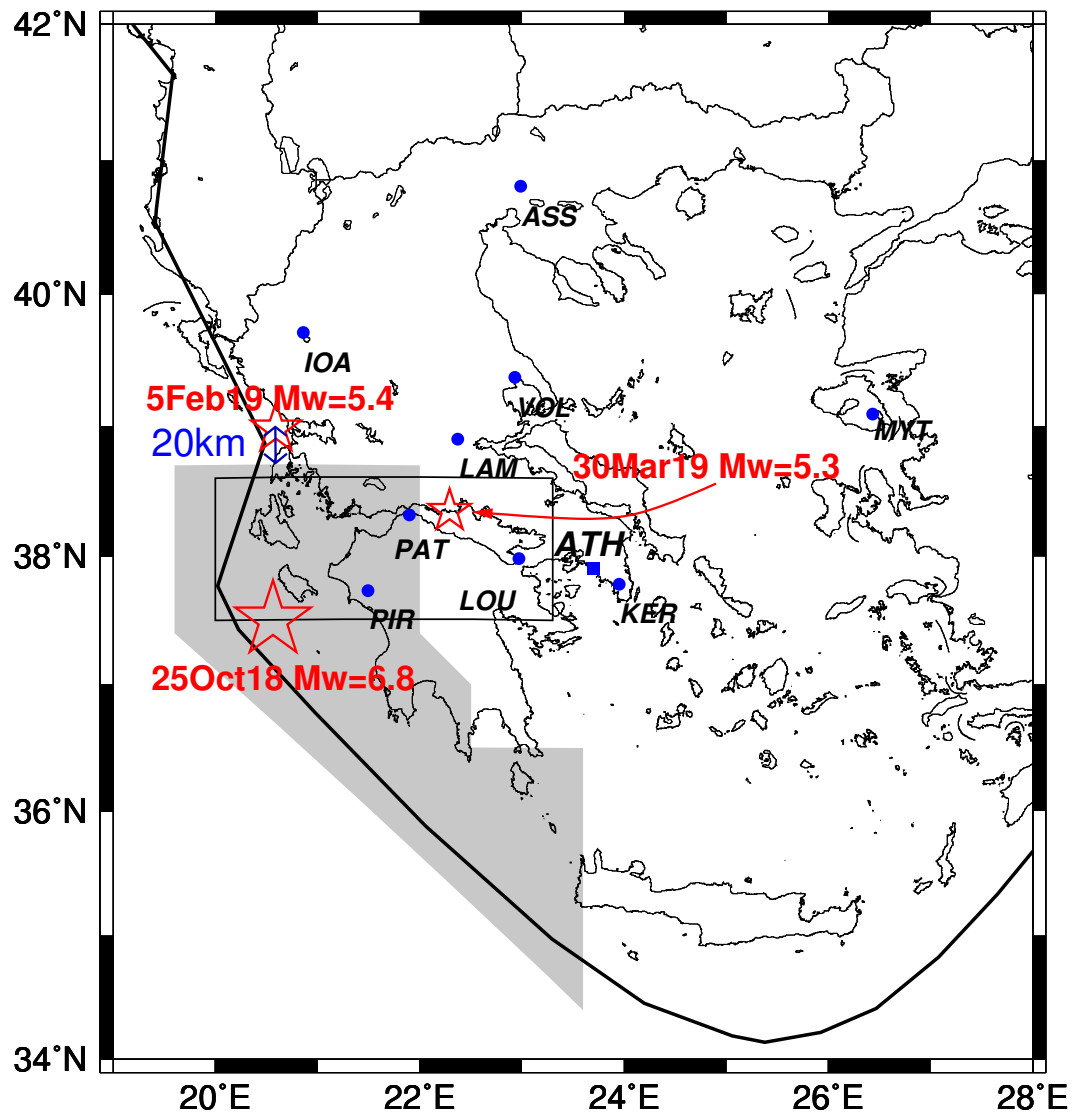 42˚N
ASS
40˚N
IOA
5Feb19 Mw=5.4
VOL
MYT
20km
LAM
30Mar19 Mw=5.3
38˚N
PAT
ATH
LOU
PIR
KER
25Oct18 Mw=6.8
36˚N
34˚N
20˚E
22˚E
24˚E
26˚E
28˚E